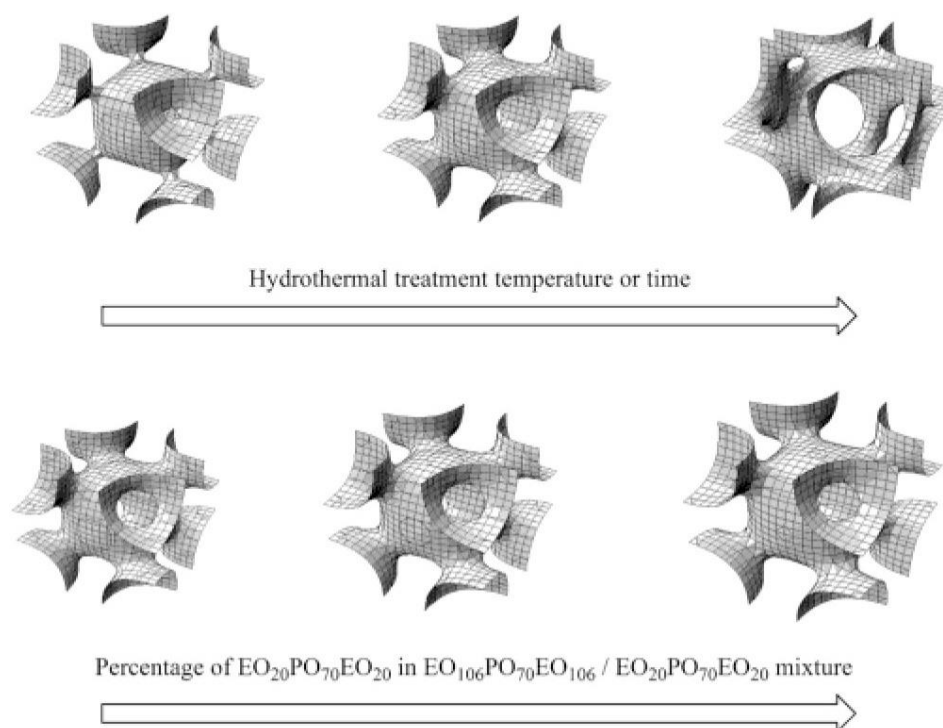 Hydrothermal treatment temperature or time
Percentage of EO₂₀PO₇₀EO₂₀ in EO₁₀₆PO₇₀EO₁₀₆ / EO₂₀PO₇₀EO₂₀ mixture